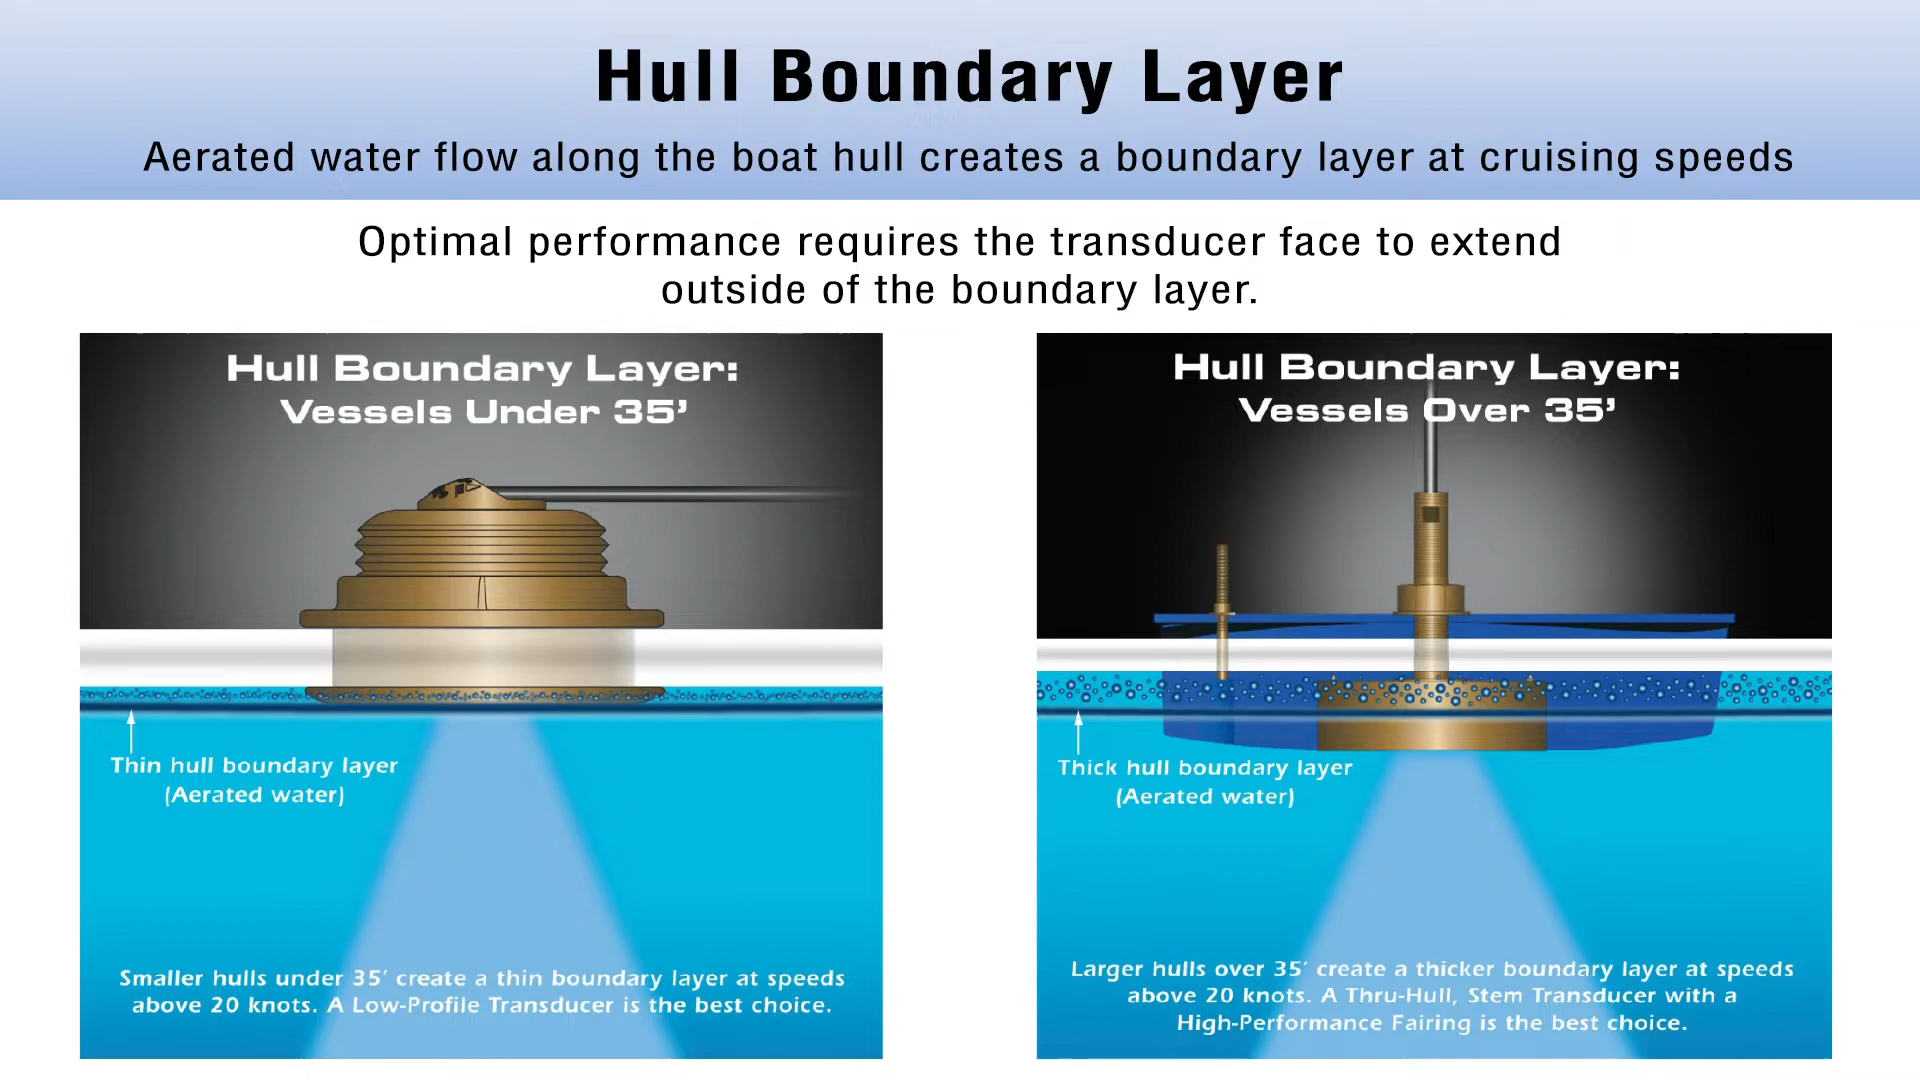 Hull Boundary Layer
Aerated water flow along the boat hull creates a boundary layer at cruising speeds
Optimal performance requires the transducer face to extend
outside of the boundary layer.
Hull Boundary Layer:
Vessels Under 35’
Thin hull boundary layer
(Aerated water)
Smaller hulls under 35’ create a thin boundary layer at speeds
above 20 knots. A Low-Profile Transducer is the best choice.
Hull Boundary Layer:
Vessels Over 35’
Thick hull boundary layer
(Aerated water)
Larger hulls over 35’ create a thicker boundary layer at speeds
above 20 knots. A Thru-Hull, Stem Transducer with a
High-Performance Fairing is the best choice.